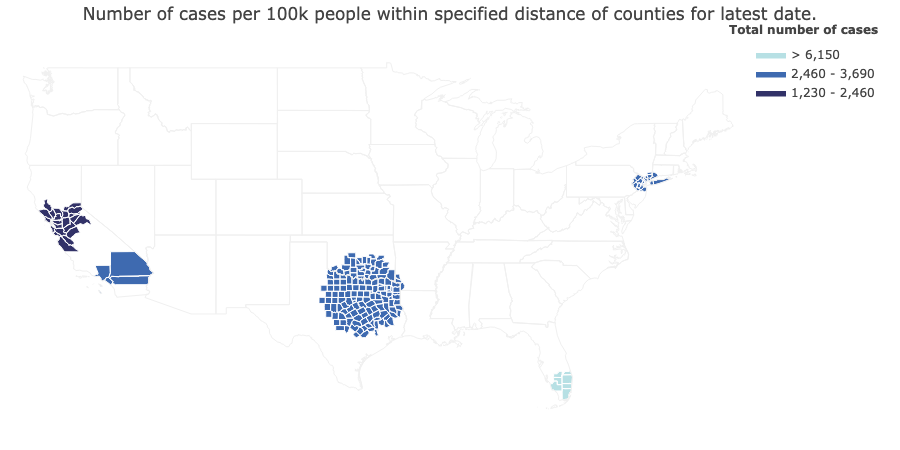 Number of cases per 100k people within specified distance of counties for latest date.
Total number of cases
> 6,150
2,460 - 3,690
1,230 - 2,460